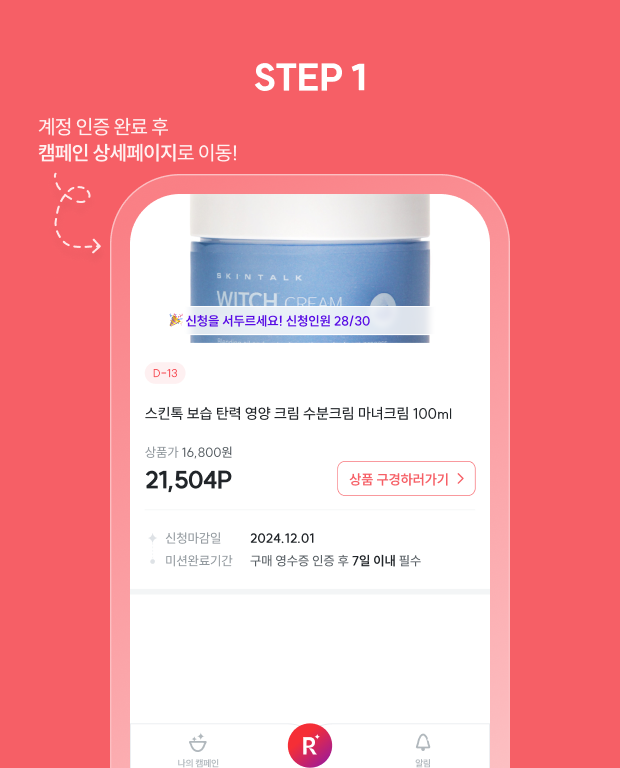 STEP 1
계정 인증 완료 후
캠페인 상세페이지로 이동!
SKINTALK
WITCH CREAM
신청을 서두르세요! 신청인원 28/30
D-13
스킨톡 보습 탄력 영양 크림 수분크림 마녀크림 100ml
상품가 16,800원
21,504P
상품 구경하러가기
신청마감일 2024.12.01
미션완료기간 구매 영수증 인증 후 7일 이내 필수
나의 캠페인
R
알림